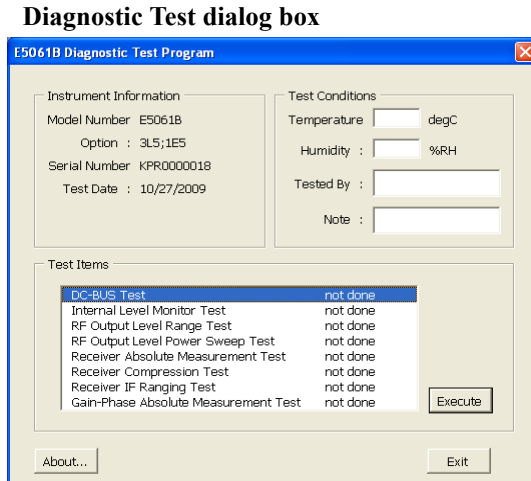 Diagnostic Test dialog box
E5061B Diagnostic Test Program
Instrument Information
Model Number E5061B
Option : 3L5;1E5
Serial Number KPR0000018
Test Date : 10/27/2009
Test Conditions
Temperature degC
Humidity : %RH
Tested By :
Note :
Test Items
DC-BUS Test not done
Internal Level Monitor Test not done
RF Output Level Range Test not done
RF Output Level Power Sweep Test not done
Receiver Absolute Measurement Test not done
Receiver Compression Test not done
Receiver IF Ranging Test not done
Gain-Phase Absolute Measurement Test not done
Execute
About... Exit